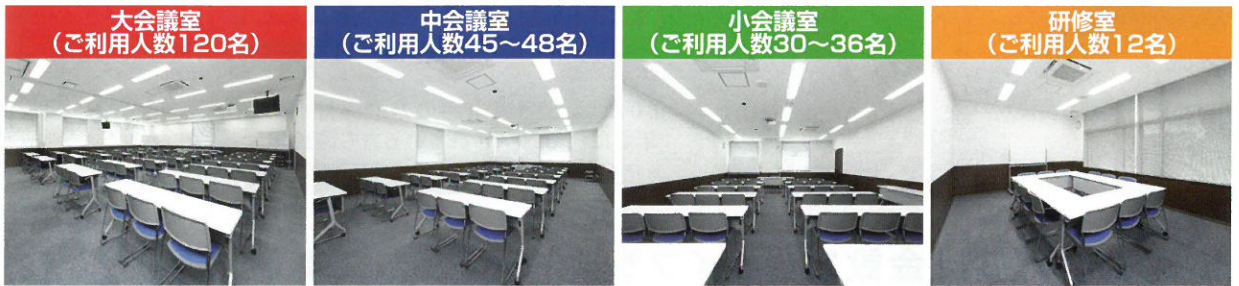 大会議室
（ご利用人数120名）
中会議室
（ご利用人数45～48名）
小会議室
（ご利用人数30～36名）
研修室
（ご利用人数12名）